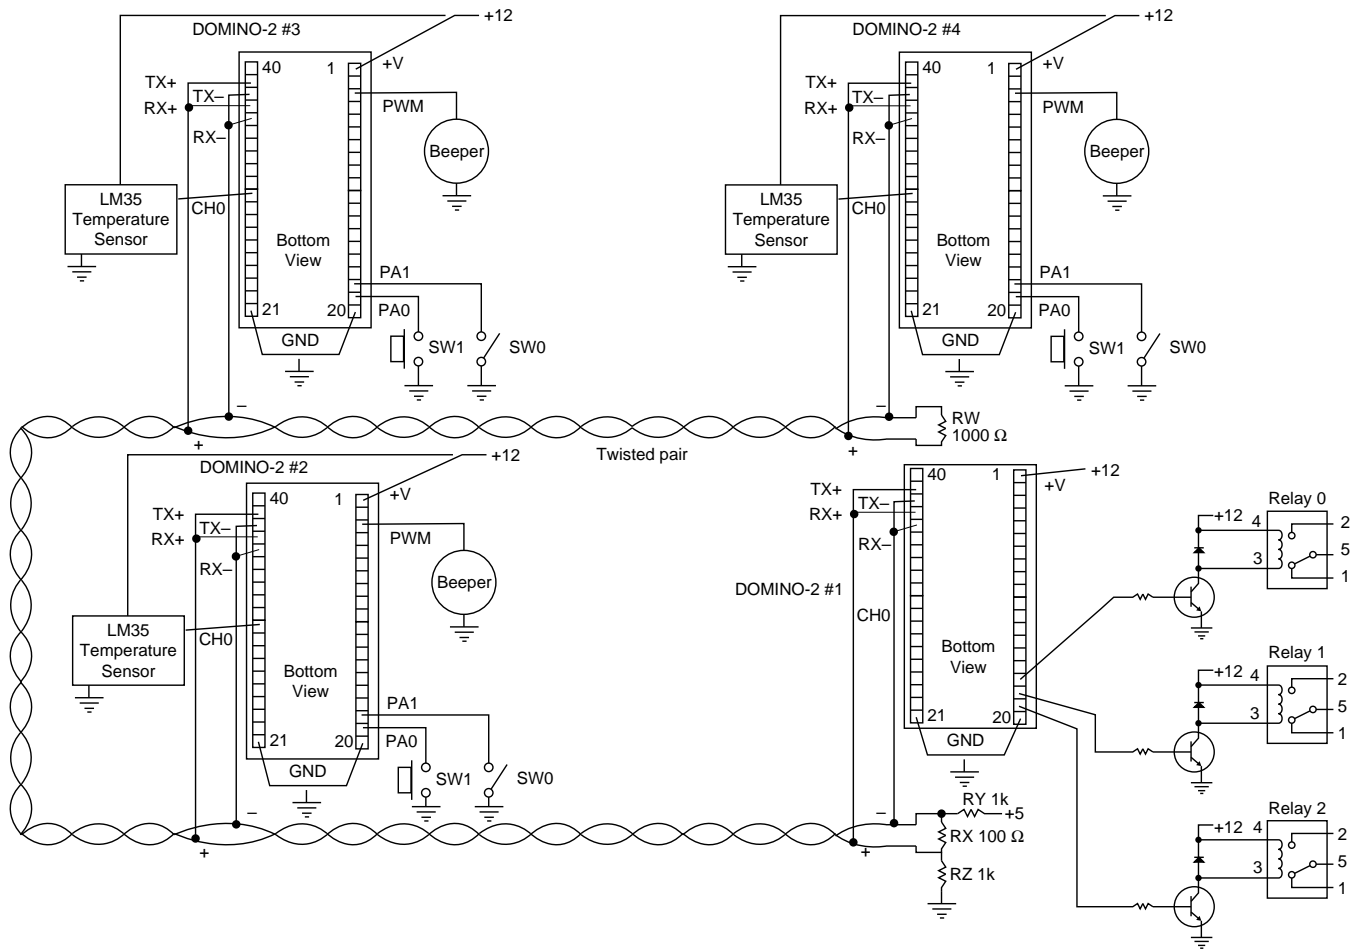 DOMINO-2 #3
+12
40
1
+V
TX+
TX–
RX+
RX–
PWM
Beeper
LM35
Temperature
Sensor
CH0
Bottom
View
PA1
21
20
PA0
GND
SW1
SW0
DOMINO-2 #4
+12
40
1
+V
TX+
TX–
RX+
RX–
PWM
Beeper
LM35
Temperature
Sensor
CH0
Bottom
View
PA1
21
20
PA0
GND
SW1
SW0
–
+
–
+
RW
1000 Ω
Twisted pair
DOMINO-2 #2
+12
40
1
+V
TX+
TX–
RX+
RX–
PWM
Beeper
LM35
Temperature
Sensor
CH0
Bottom
View
PA1
21
20
PA0
GND
SW1
SW0
–
+
40
1
+12
+V
TX+
TX–
RX+
RX–
DOMINO-2 #1
CH0
Bottom
View
21
20
GND
–
+
RY 1k
+5
RX 100 Ω
RZ 1k
Relay 0
+12
4
3
2
5
1
Relay 1
+12
4
3
2
5
1
Relay 2
+12
4
3
2
5
1